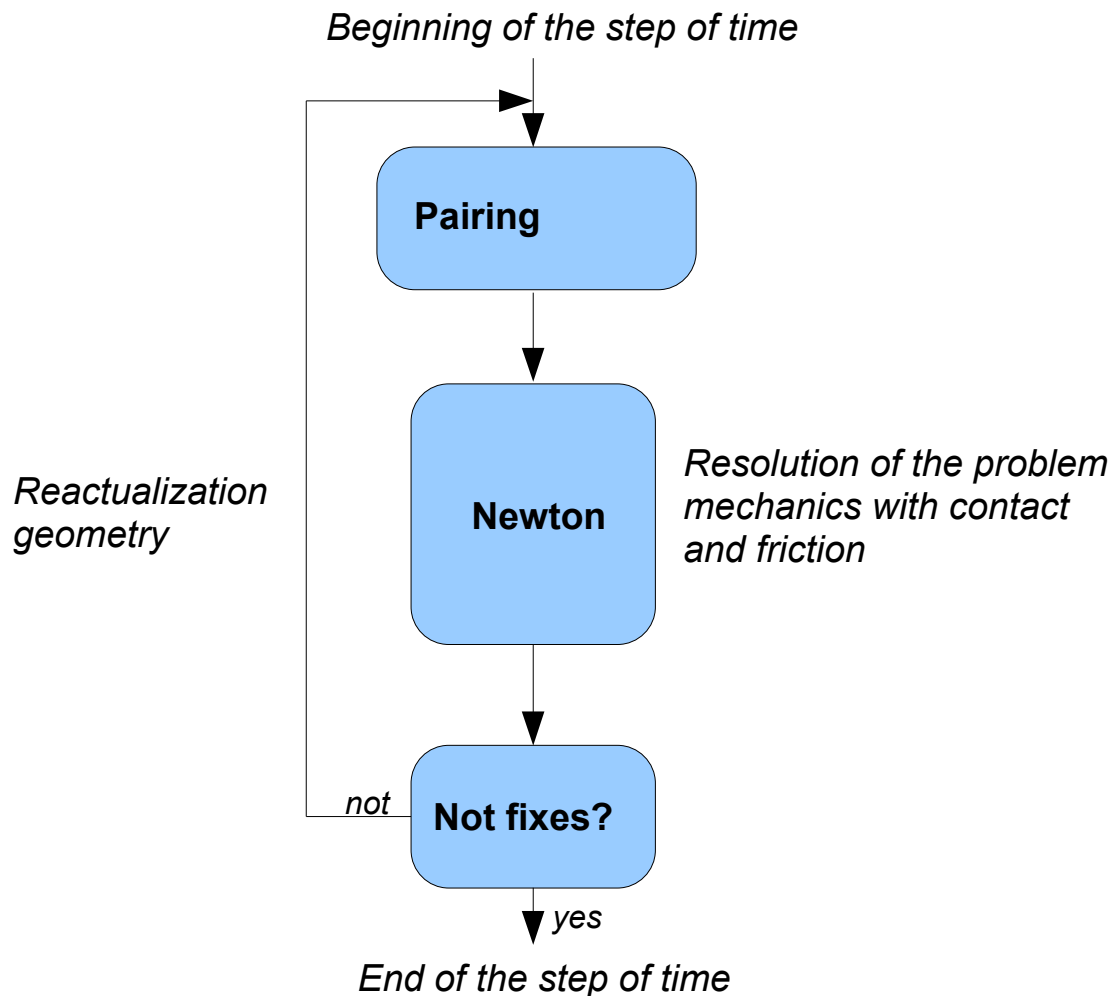 Beginning of the step of time
Pairing
Reactualization
geometry
Newton
Resolution of the problem
mechanics with contact
and friction
not
Not fixes?
yes
End of the step of time